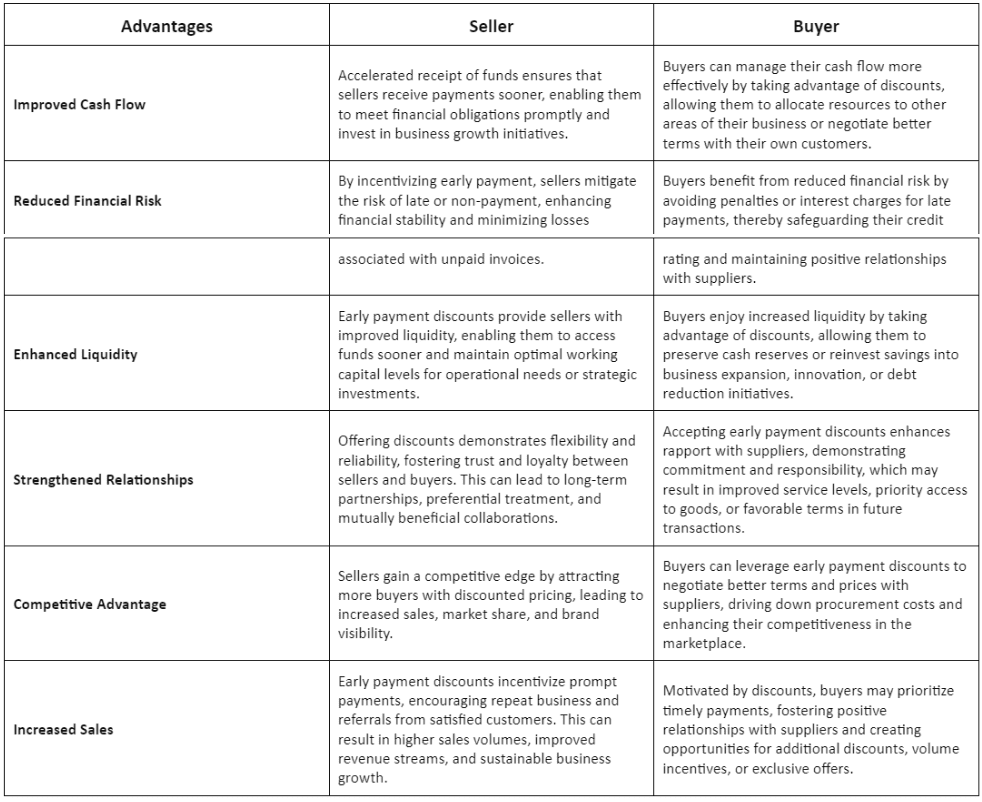 Advantages
Seller
Buyer
Improved Cash Flow
Accelerated receipt of funds ensures that
sellers receive payments sooner, enabling them
to meet financial obligations promptly and
invest in business growth initiatives.
Buyers can manage their cash flow more
effectively by taking advantage of discounts,
allowing them to allocate resources to other
areas of their business or negotiate better
terms with their own customers.
Reduced Financial Risk
By incentivizing early payment, sellers mitigate
the risk of late or non-payment, enhancing
financial stability and minimizing losses
Buyers benefit from reduced financial risk by
avoiding penalties or interest charges for late
payments, thereby safeguarding their credit
associated with unpaid invoices.
rating and maintaining positive relationships
with suppliers.
Enhanced Liquidity
Early payment discounts provide sellers with
improved liquidity, enabling them to access
funds sooner and maintain optimal working
capital levels for operational needs or strategic
investments.
Buyers enjoy increased liquidity by taking
advantage of discounts, allowing them to
preserve cash reserves or reinvest savings into
business expansion, innovation, or debt
reduction initiatives.
Strengthened Relationships
Offering discounts demonstrates flexibility and
reliability, fostering trust and loyalty between
sellers and buyers. This can lead to long-term
partnerships, preferential treatment, and
mutually beneficial collaborations.
Accepting early payment discounts enhances
rapport with suppliers, demonstrating
commitment and responsibility, which may
result in improved service levels, priority access
to goods, or favorable terms in future
transactions.
Competitive Advantage
Sellers gain a competitive edge by attracting
more buyers with discounted pricing, leading to
increased sales, market share, and brand
visibility.
Buyers can leverage early payment discounts to
negotiate better terms and prices with
suppliers, driving down procurement costs and
enhancing their competitiveness in the
marketplace.
Increased Sales
Early payment discounts incentivize prompt
payments, encouraging repeat business and
referrals from satisfied customers. This can
result in higher sales volumes, improved
revenue streams, and sustainable business
growth.
Motivated by discounts, buyers may prioritize
timely payments, fostering positive
relationships with suppliers and creating
opportunities for additional discounts, volume
incentives, or exclusive offers.